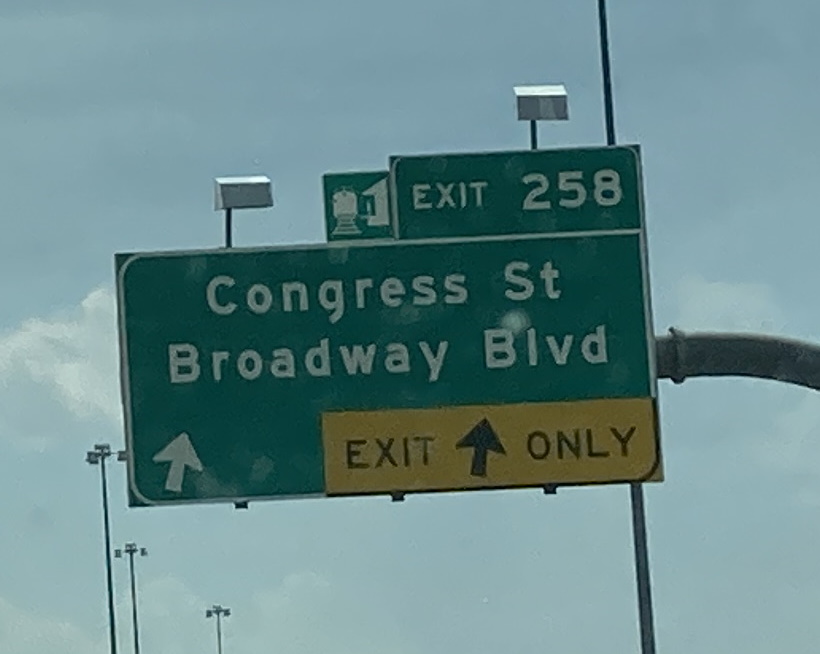 EXIT 258
Congress St
Broadway Blvd
EXIT ONLY